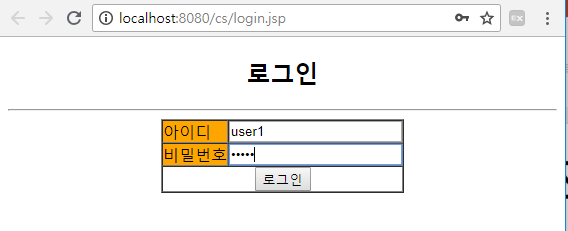 localhost:8080/cs/login.jsp
로그인
아이디 user1
비밀번호 •••••
로그인